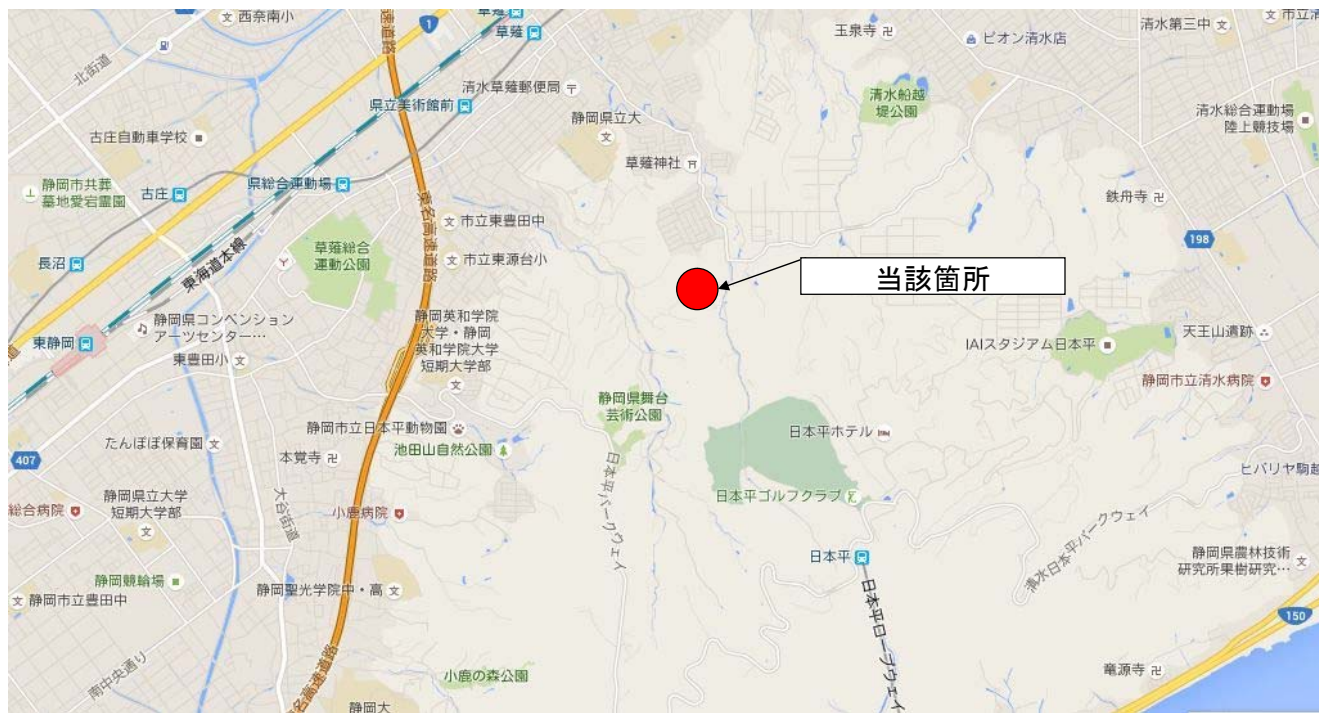 西奈南小
北街道
1
草薙
草薙
玉泉寺
ピオン清水店
清水第三中
清水草薙郵便局
県立美術館前
静岡県立大
清水船越
堤公園
清水総合運動場
陸上競技場
古庄自動車学校
草薙神社
静岡市共葬
墓地愛宕霊園
古庄
県総合運動場
鉄舟寺
198
市立東豊田中
草薙総合
運動公園
東名高速道路
市立東源台小
長沼
東海道本線
当該箇所
静岡県コンベンション
アーツセンター…
静岡英和学院
大学・静岡
英和学院大学
短期大学部
東静岡
東豊田小
IAIスタジアム日本平
天王山遺跡
静岡市立清水病院
静岡県舞台
芸術公園
静岡市立日本平動物園
日本平ホテル
たんぽぽ保育園
池田山自然公園
本覚寺
407
日本平パークウェイ
ヒバリヤ駒越
静岡県立大学
短期大学部
大谷街道
総合病院
小鹿病院
日本平ゴルフクラブ
清水日本平パークウェイ
日本平
静岡県農林技術
研究所果樹研究…
静岡競輪場
静岡聖光学院中・高
静岡市立豊田中
日本平ロープウェイ
150
南中央通り
小鹿の森公園
竜源寺
名高速道路
静岡大